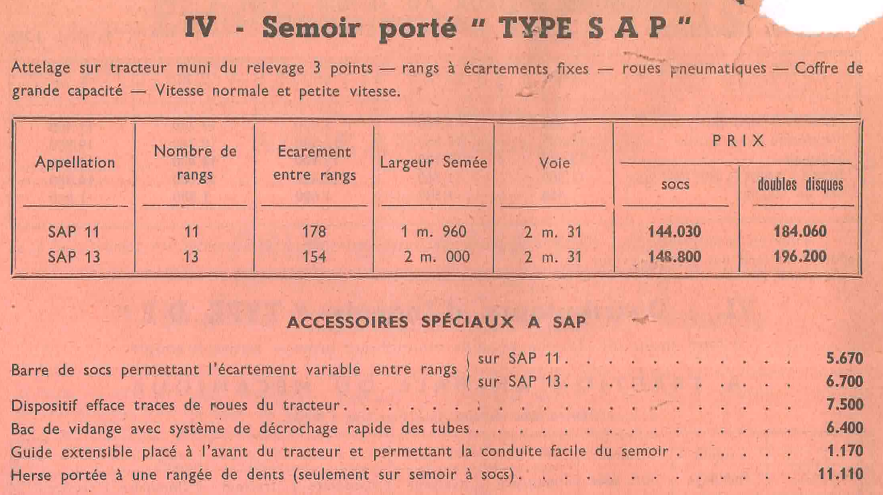 IV - Semoir porté “ TYPE S A P ”
Attelage sur tracteur muni du relevage 3 points — rangs à écartements fixes — roues pneumatiques — Coffre de
grande capacité — Vitesse normale et petite vitesse.
Appellation Nombre de rangs Ecarement entre rangs Largeur Semée Voie PRIX
socs doubles disques
SAP 11 11 178 1 m. 960 2 m. 31 144.030 184.060
SAP 13 13 154 2 m. 000 2 m. 31 148.800 196.200
ACCESSOIRES SPÉCIAUX A SAP
Barre de socs permettant l'écartement variable entre rangs
sur SAP 11. . . . . . . . . . . . 5.670
sur SAP 13. . . . . . . . . . . . 6.700
Dispositif efface traces de roues du tracteur. . . . . . . . . . . . . . . . . . . . . 7.500
Bac de vidange avec système de décrochage rapide des tubes . . . . . . . . . . . . . . . 6.400
Guide extensible placé à l'avant du tracteur et permettant la conduite facile du semoir . . . . . . 1.170
Herse portée à une rangée de dents (seulement sur semoir à socs). . . . . . . . . . . . . 11.110